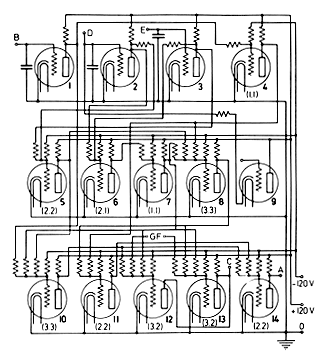 B D E
1 2 3 4
(1.1)
5 6 7 8 9
(2.2) (2.1) (1.1) (3.3)
GF C A
-120 V
+120 V
10 11 12 13 14
(3.3) (2.2) (3.2) (3.2) (2.2)
0